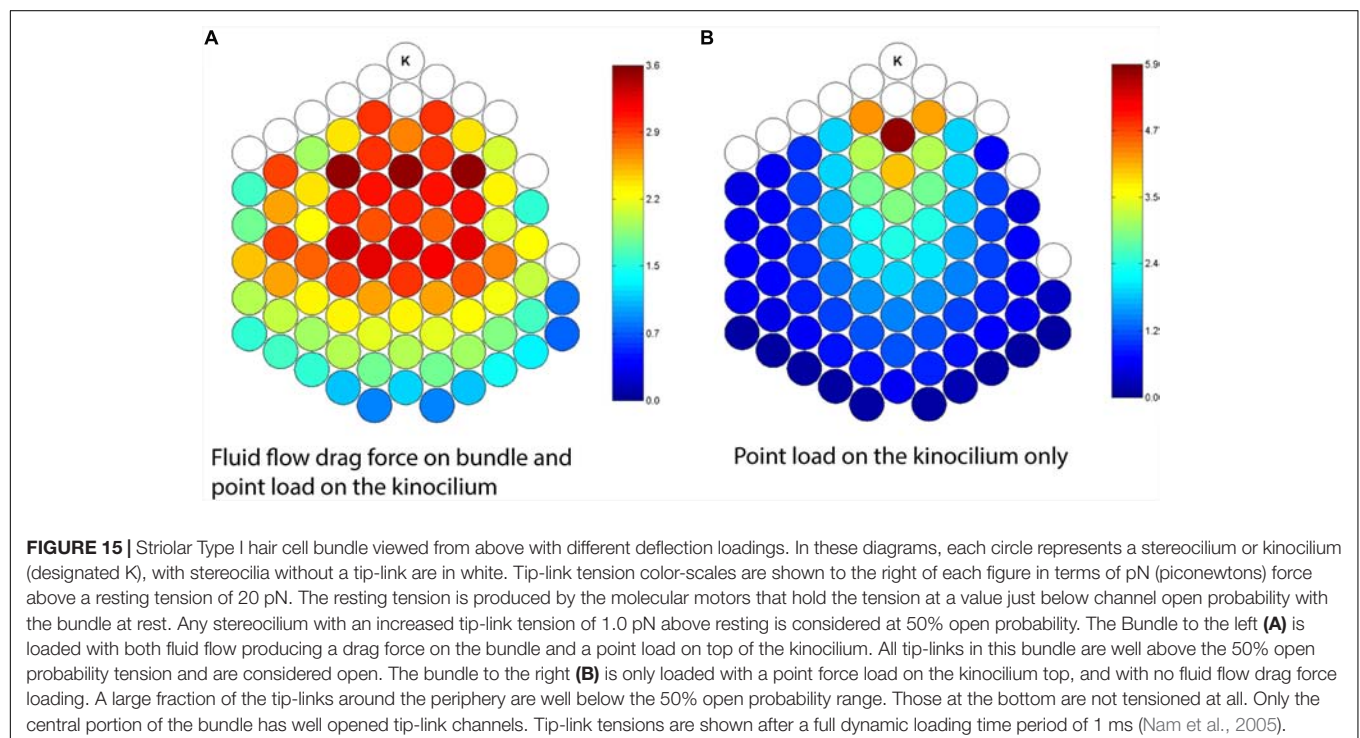 A
B
K
K
3.6
2.9
2.2
1.5
0.7
0.0
5.9
4.7
3.5
2.4
1.2
0.0
Fluid flow drag force on bundle and
point load on the kinocilium
Point load on the kinocilium only
FIGURE 15 | Striolar Type I hair cell bundle viewed from above with different deflection loadings. In these diagrams, each circle represents a stereocilium or kinocilium
(designated K), with stereocilia without a tip-link are in white. Tip-link tension color-scales are shown to the right of each figure in terms of pN (piconewtons) force
above a resting tension of 20 pN. The resting tension is produced by the molecular motors that hold the tension at a value just below channel open probability with
the bundle at rest. Any stereocilium with an increased tip-link tension of 1.0 pN above resting is considered at 50% open probability. The Bundle to the left (A) is
loaded with both fluid flow producing a drag force on the bundle and a point load on top of the kinocilium. All tip-links in this bundle are well above the 50% open
probability tension and are considered open. The bundle to the right (B) is only loaded with a point force load on the kinocilium top, and with no fluid flow drag force
loading. A large fraction of the tip-links around the periphery are well below the 50% open probability range. Those at the bottom are not tensioned at all. Only the
central portion of the bundle has well opened tip-link channels. Tip-link tensions are shown after a full dynamic loading time period of 1 ms (Nam et al., 2005).